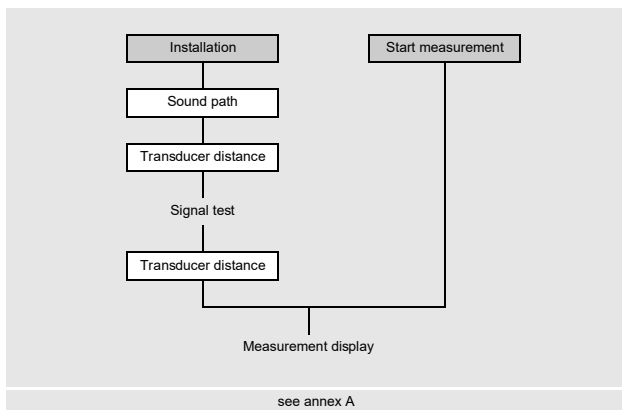 Installation
Start measurement
Sound path
Transducer distance
Signal test
Transducer distance
Measurement display
see annex A